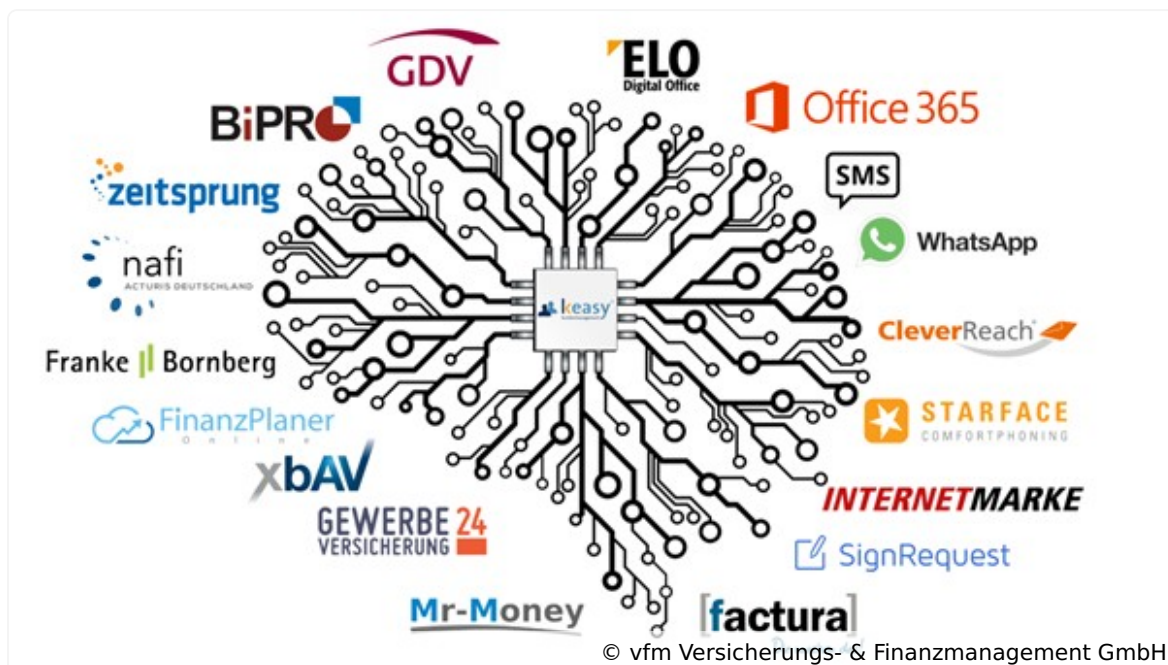 GDV
ELO
Digital Office
BiPRO
Office 365
zeitsprung
SMS
WhatsApp
nafi
ACTURIS DEUTSCHLAND
keasy
CleverReach
Franke Bornberg
FinanzPlaner
Online
STARFACE
COMFORTPHONING
xbAV
INTERNETMARKE
GEWERBE 24
VERSICHERUNG
SignRequest
Mr-Money
[factura]
© vfm Versicherungs- & Finanzmanagement GmbH